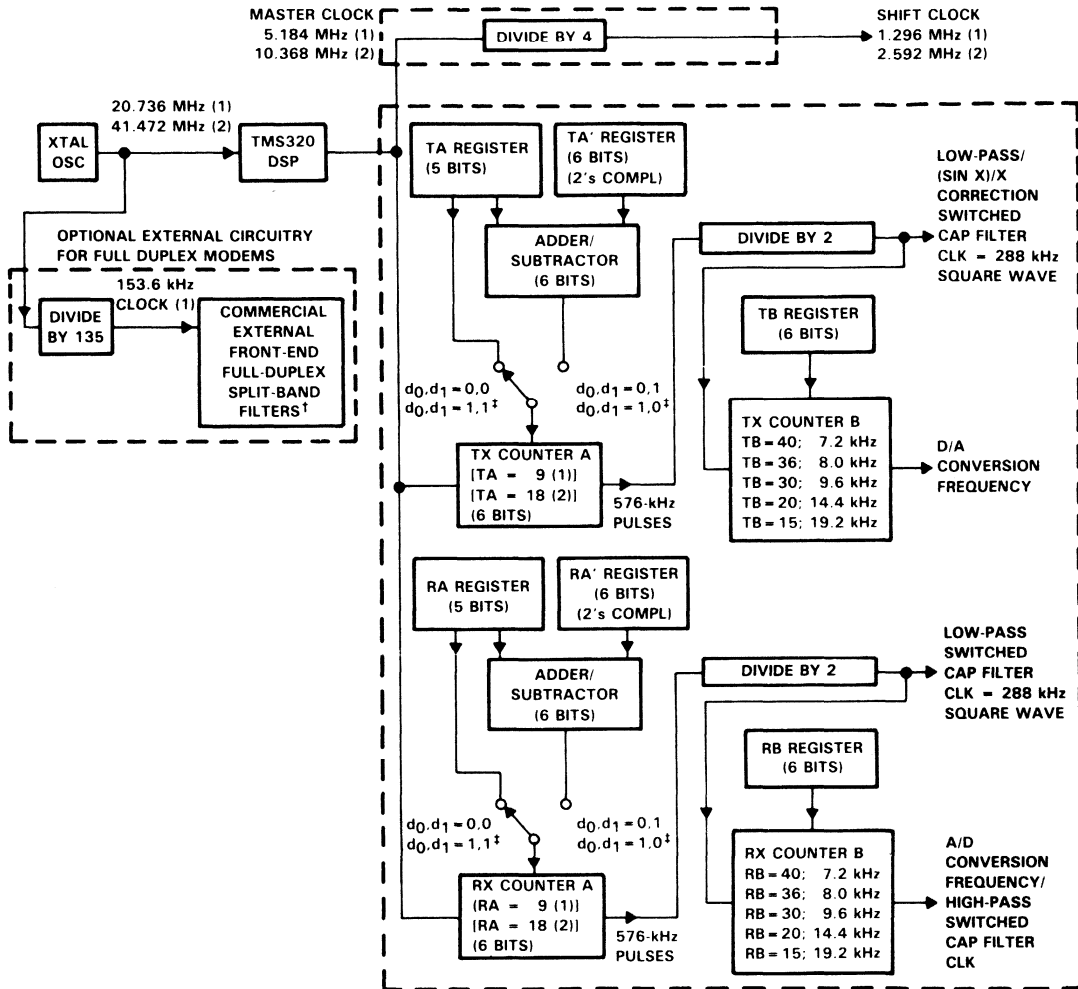 MASTER CLOCK
5.184 MHz (1)
10.368 MHz (2)
DIVIDE BY 4
SHIFT CLOCK
1.296 MHz (1)
2.592 MHz (2)
20.736 MHz (1)
41.472 MHz (2)
XTAL
OSC
TMS320
DSP
OPTIONAL EXTERNAL CIRCUITRY
FOR FULL DUPLEX MODEMS
153.6 kHz
CLOCK (1)
DIVIDE
BY 135
COMMERCIAL
EXTERNAL
FRONT-END
FULL-DUPLEX
SPLIT-BAND
FILTERS†
TA REGISTER
(5 BITS)
TA' REGISTER
(6 BITS)
(2's COMPL)
ADDER/
SUBTRACTOR
(6 BITS)
d0,d1 = 0,0
d0,d1 = 1,1‡
d0,d1 = 0,1
d0,d1 = 1,0‡
TX COUNTER A
[TA = 9 (1)]
[TA = 18 (2)]
(6 BITS)
576-kHz
PULSES
DIVIDE BY 2
LOW-PASS/
(SIN X)/X
CORRECTION
SWITCHED
CAP FILTER
CLK = 288 kHz
SQUARE WAVE
TB REGISTER
(6 BITS)
TX COUNTER B
TB = 40; 7.2 kHz
TB = 36; 8.0 kHz
TB = 30; 9.6 kHz
TB = 20; 14.4 kHz
TB = 15; 19.2 kHz
D/A
CONVERSION
FREQUENCY
RA REGISTER
(5 BITS)
RA' REGISTER
(6 BITS)
(2's COMPL)
ADDER/
SUBTRACTOR
(6 BITS)
d0,d1 = 0,0
d0,d1 = 1,1‡
d0,d1 = 0,1
d0,d1 = 1,0‡
RX COUNTER A
[RA = 9 (1)]
[RA = 18 (2)]
(6 BITS)
576-kHz
PULSES
DIVIDE BY 2
LOW-PASS
SWITCHED
CAP FILTER
CLK = 288 kHz
SQUARE WAVE
RB REGISTER
(6 BITS)
RX COUNTER B
RB = 40; 7.2 kHz
RB = 36; 8.0 kHz
RB = 30; 9.6 kHz
RB = 20; 14.4 kHz
RB = 15; 19.2 kHz
A/D
CONVERSION
FREQUENCY/
HIGH-PASS
SWITCHED
CAP FILTER
CLK